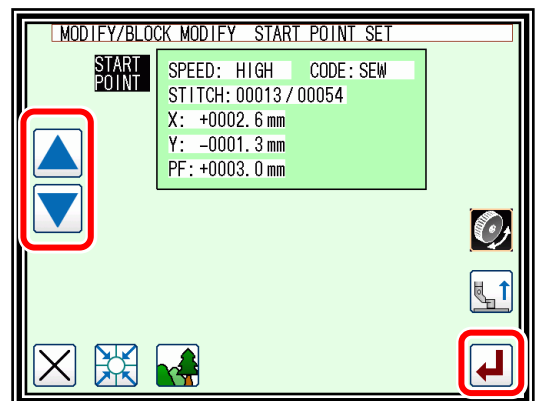 MODIFY/BLOCK MODIFY START POINT SET
START
POINT
SPEED: HIGH CODE: SEW
STITCH: 00013 / 00054
X: +0002.6 mm
Y: -0001.3 mm
PF: +0003.0 mm